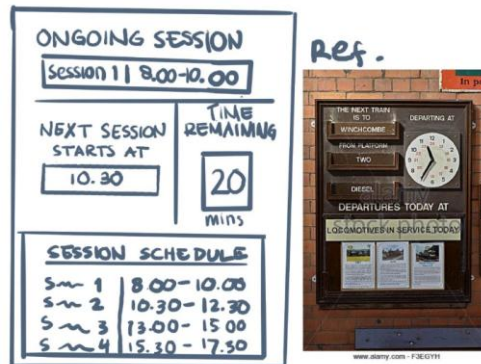 ONGOING SESSION
Session 1 | 8.00-10.00
NEXT SESSION
STARTS AT
10.30
TIME
REMAINING
20
mins
SESSION SCHEDULE
S 1 | 8.00 - 10.00
S 2 | 10.30 - 12.30
S 3 | 13.00 - 15 00
S 4 | 15.30 - 17.30
Ref.
THE NEXT TRAIN
IS TO
WINCHCOMBE
FROM PLATFORM
TWO
DIESEL
DEPARTING AT
DEPARTURES TODAY AT
LOCOMOTIVES IN SERVICE TODAY
alamy
stock photo
www.alamy.com - F3EGYH